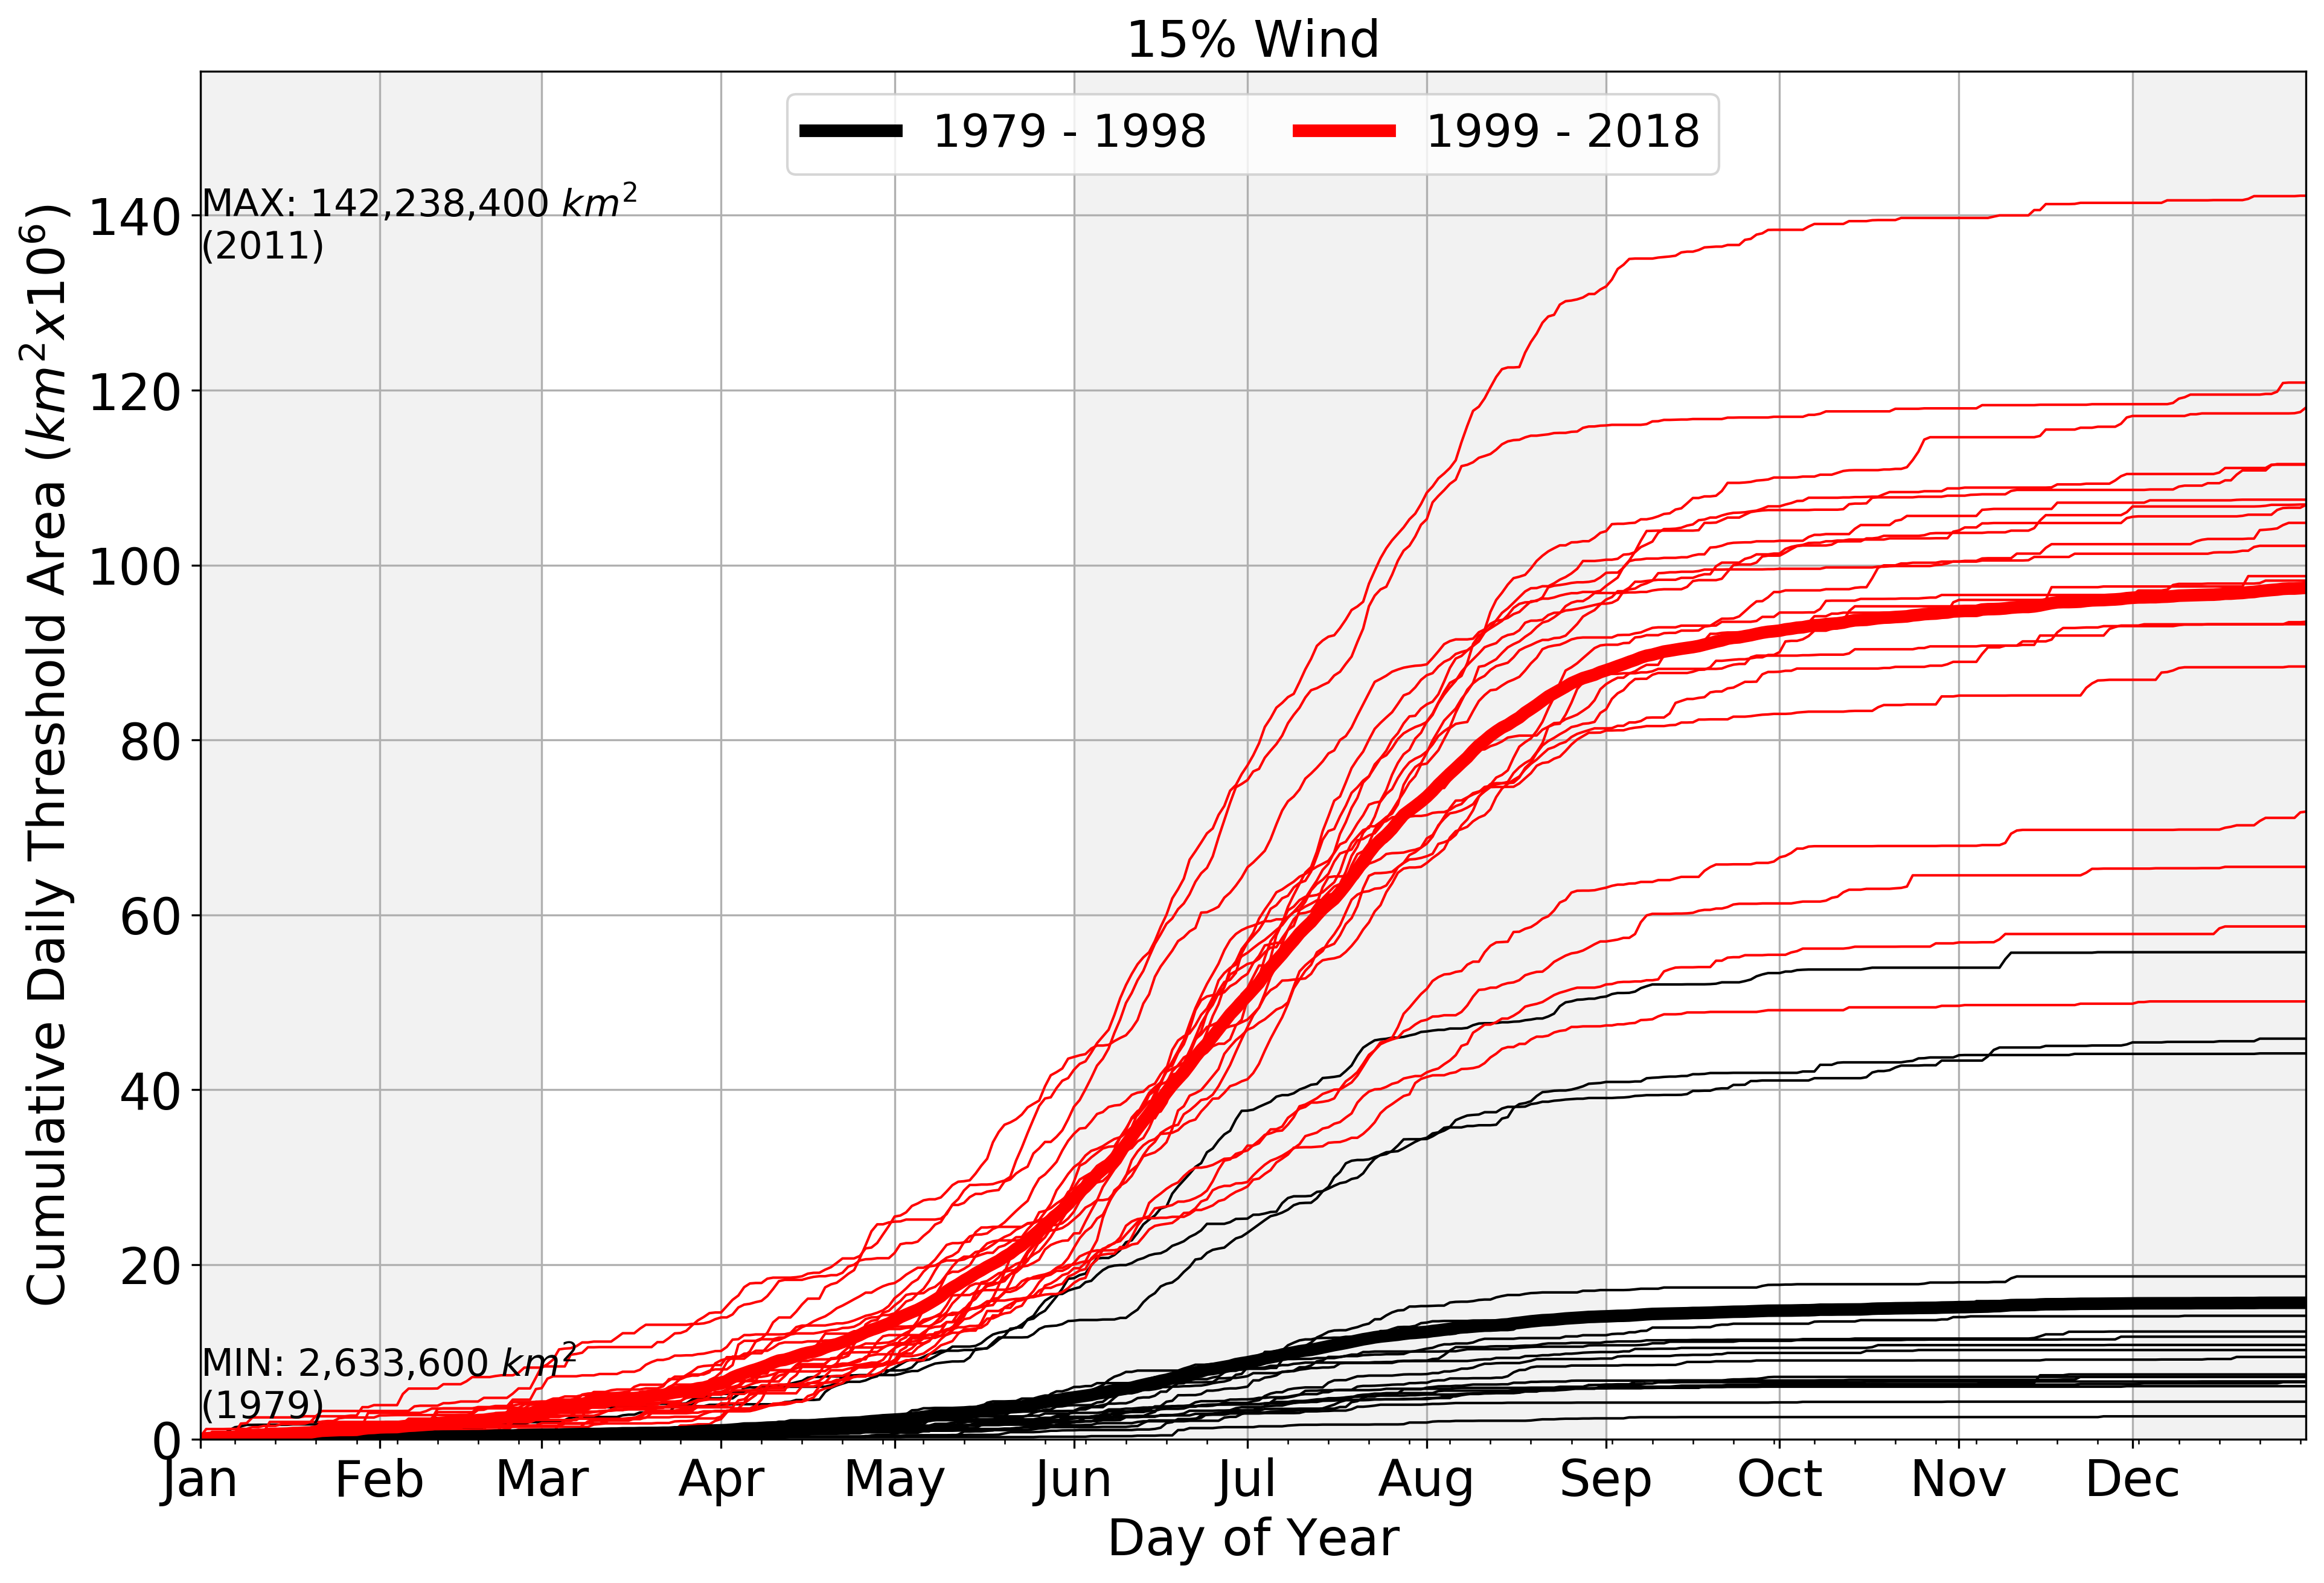 15% Wind
1979 - 1998
1999 - 2018
MAX: 142,238,400 km²
(2011)
MIN: 2,633,600 km²
(1979)
Cumulative Daily Threshold Area (km²x10⁶)
140
120
100
80
60
40
20
0
Jan Feb Mar Apr May Jun Jul Aug Sep Oct Nov Dec
Day of Year